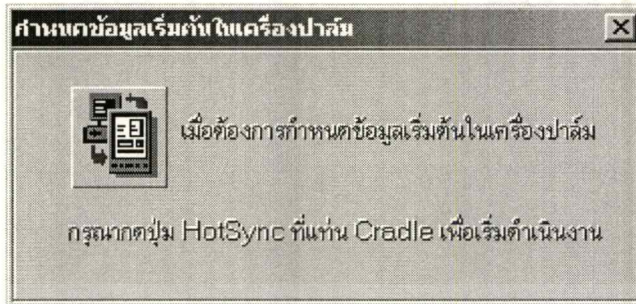 กำหนดข้อมูลเริ่มต้นในเครื่องปาล์ม
เมื่อต้องการกำหนดข้อมูลเริ่มต้นในเครื่องปาล์ม
กรุณากดปุ่ม HotSync ที่แท่น Cradle เพื่อเริ่มดำเนินงาน